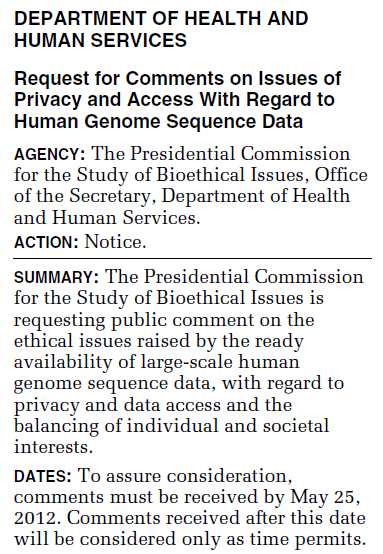 DEPARTMENT OF HEALTH AND
HUMAN SERVICES
Request for Comments on Issues of
Privacy and Access With Regard to
Human Genome Sequence Data
AGENCY: The Presidential Commission
for the Study of Bioethical Issues, Office
of the Secretary, Department of Health
and Human Services.
ACTION: Notice.
SUMMARY: The Presidential Commission
for the Study of Bioethical Issues is
requesting public comment on the
ethical issues raised by the ready
availability of large-scale human
genome sequence data, with regard to
privacy and data access and the
balancing of individual and societal
interests.
DATES: To assure consideration,
comments must be received by May 25,
2012. Comments received after this date
will be considered only as time permits.